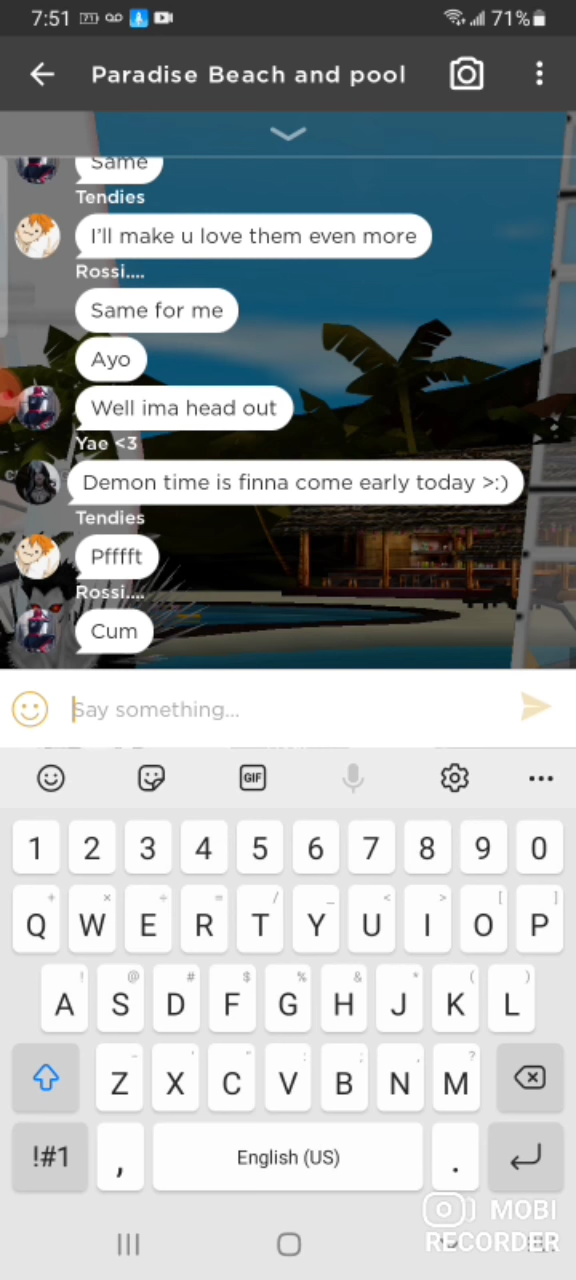 7:51 71 71%
Paradise Beach and pool
Same
Tendies
I'll make u love them even more
Rossi....
Same for me
Ayo
Well ima head out
Yae <3
Demon time is finna come early today >:)
Tendies
Pfffft
Rossi....
Cum
Say something...
GIF
1 2 3 4 5 6 7 8 9 0
+ × ÷ = / _ < > [ ]
Q W E R T Y U I O P
! @ # $ % & * ( )
A S D F G H J K L
- ' " : ; , ?
Z X C V B N M
!#1 , English (US) .
MOBI
RECORDER